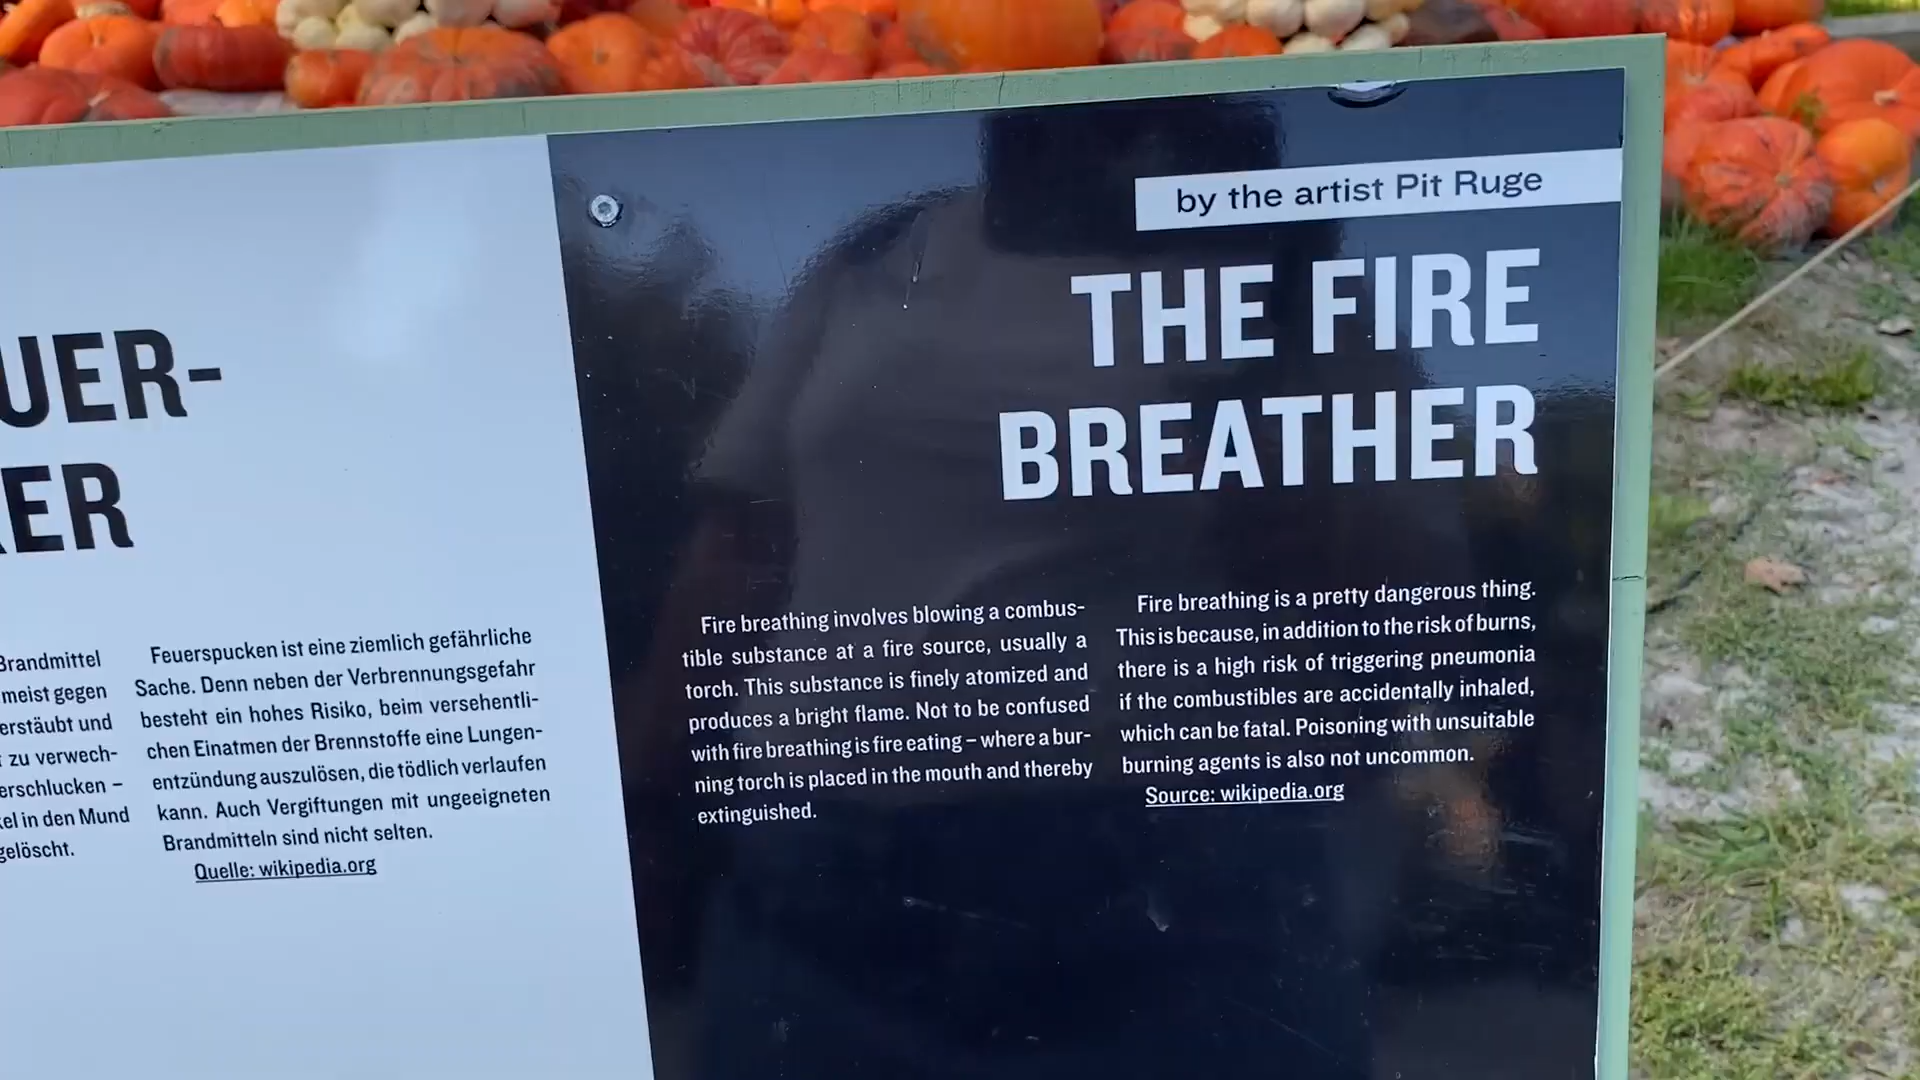 UER-
ER
Brandmittel
meist gegen
erstäubt und
zu verwech-
erschlucken –
el in den Mund
gelöscht.
Feuerspucken ist eine ziemlich gefährliche
Sache. Denn neben der Verbrennungsgefahr
besteht ein hohes Risiko, beim versehentli-
chen Einatmen der Brennstoffe eine Lungen-
entzündung auszulösen, die tödlich verlaufen
kann. Auch Vergiftungen mit ungeeigneten
Brandmitteln sind nicht selten.
Quelle: wikipedia.org
by the artist Pit Ruge
THE FIRE
BREATHER
Fire breathing involves blowing a combus-
tible substance at a fire source, usually a
torch. This substance is finely atomized and
produces a bright flame. Not to be confused
with fire breathing is fire eating – where a bur-
ning torch is placed in the mouth and thereby
extinguished.
Fire breathing is a pretty dangerous thing.
This is because, in addition to the risk of burns,
there is a high risk of triggering pneumonia
if the combustibles are accidentally inhaled,
which can be fatal. Poisoning with unsuitable
burning agents is also not uncommon.
Source: wikipedia.org